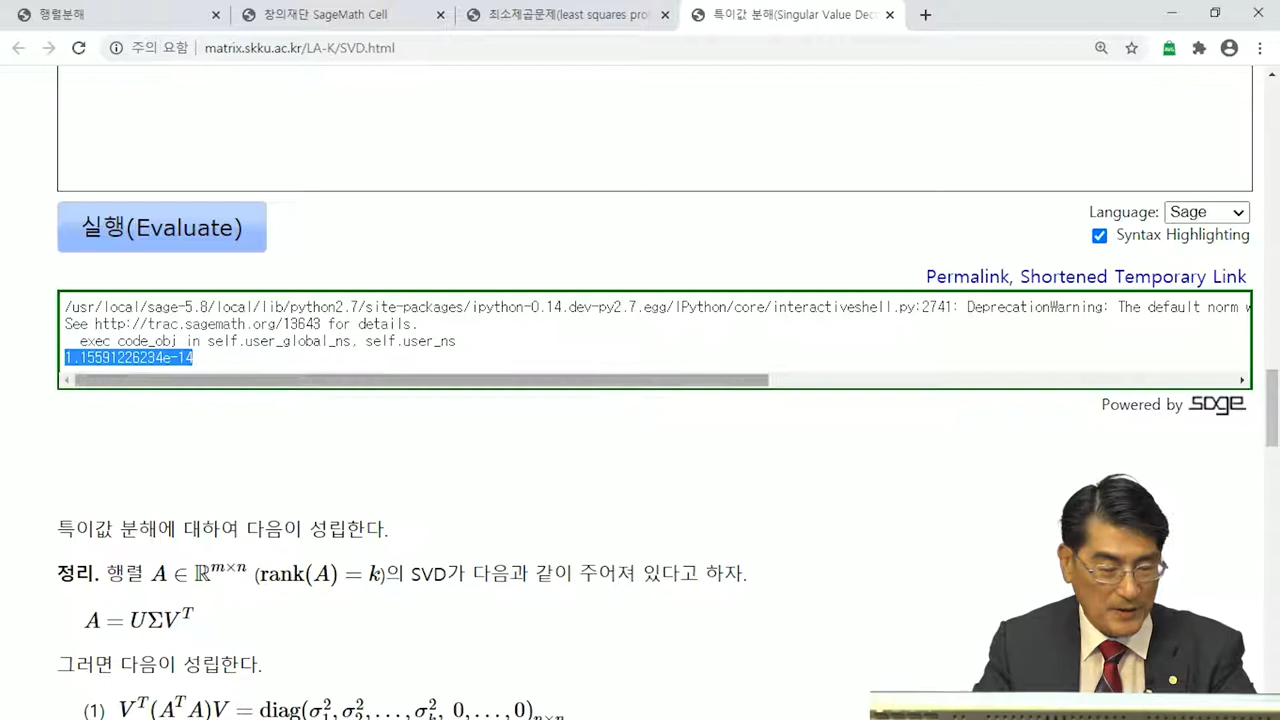 행렬분해
창의재단 SageMath Cell
최소제곱문제(least squares pro
특이값 분해(Singular Value Dec
주의 요함
matrix.skku.ac.kr/LA-K/SVD.html
실행(Evaluate)
Language: Sage
Syntax Highlighting
Permalink, Shortened Temporary Link
/usr/local/sage-5.8/local/lib/python2.7/site-packages/ipython-0.14.dev-py2.7.egg/IPython/core/interactiveshell.py:2741: DeprecationWarning: The default norm w
See http://trac.sagemath.org/13643 for details.
exec code_obj in self.user_global_ns, self.user_ns
1.15591226234e-14
Powered by sage
특이값 분해에 대하여 다음이 성립한다.
정리. 행렬 A ∈ ℝ^{m×n} (rank(A) = k)의 SVD가 다음과 같이 주어져 있다고 하자.
A = UΣV^T
그러면 다음이 성립한다.
(1) V^T(A^T A)V = diag(σ_1^2, σ_2^2, . . . , σ_k^2, 0, . . . , 0)_{n×n}